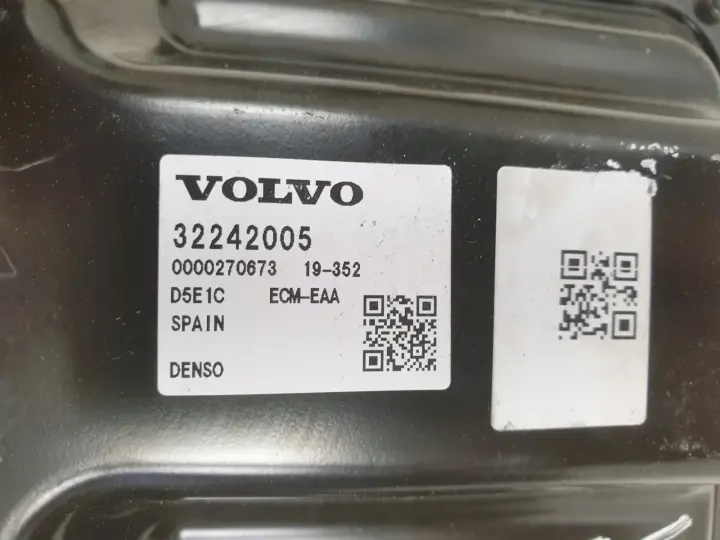 VOLVO
32242005
0000270673 19-352
D5E1C ECM-EAA
SPAIN
DENSO